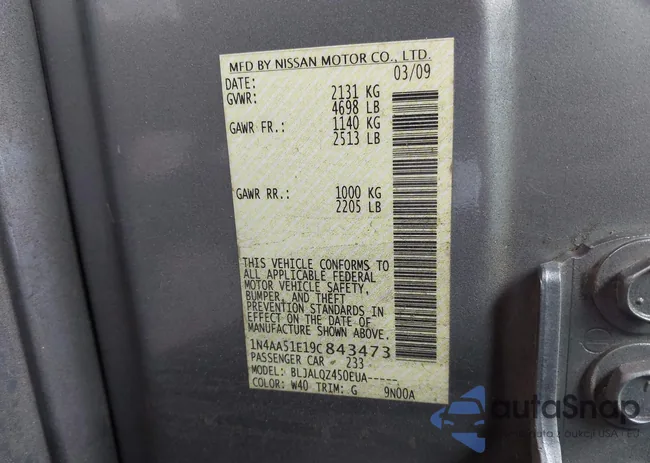 MFD BY NISSAN MOTOR CO., LTD.
DATE: 03/09
GVWR: 2131 KG
4698 LB
GAWR FR.: 1140 KG
2513 LB
GAWR RR.: 1000 KG
2205 LB
THIS VEHICLE CONFORMS TO
ALL APPLICABLE FEDERAL
MOTOR VEHICLE SAFETY,
BUMPER, AND THEFT
PREVENTION STANDARDS
IN EFFECT ON THE DATE OF
MANUFACTURE SHOWN ABOVE.
1N4AA51E19C843473
PASSENGER CAR 233
MODEL: BLJALQZ450EUA------
COLOR: W40 TRIM: G 9N00A
autoSnap